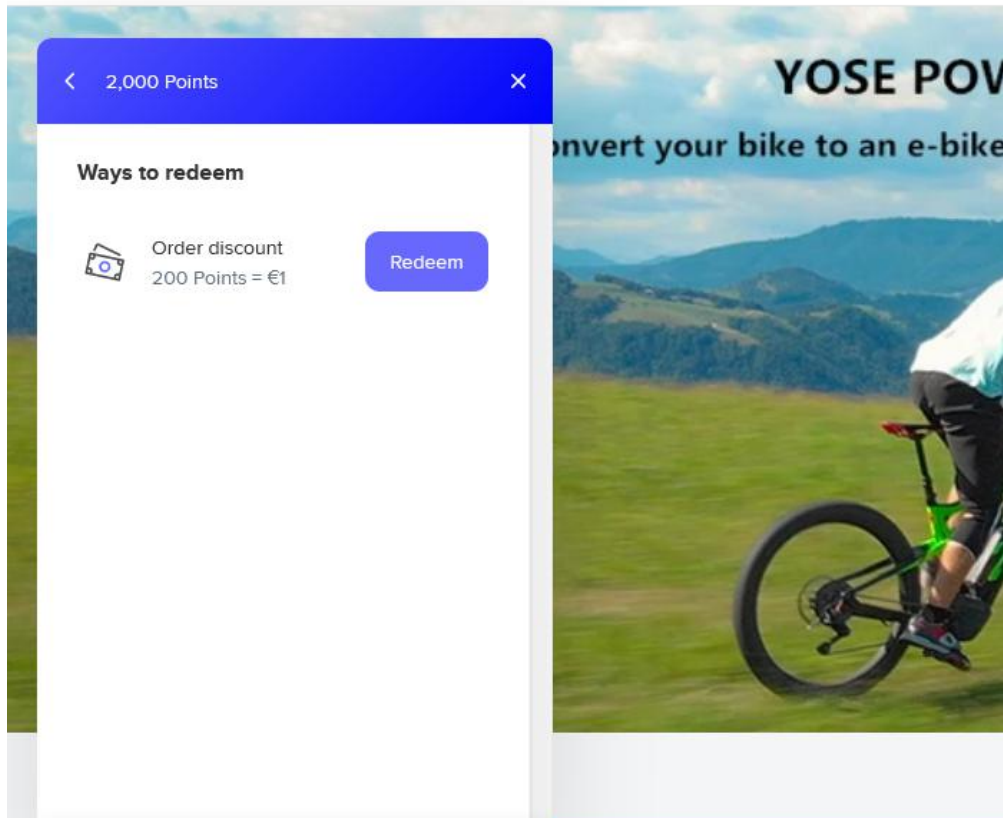 2,000 Points
Ways to redeem
Order discount
200 Points = €1
Redeem
YOSE POW
onvert your bike to an e-bike